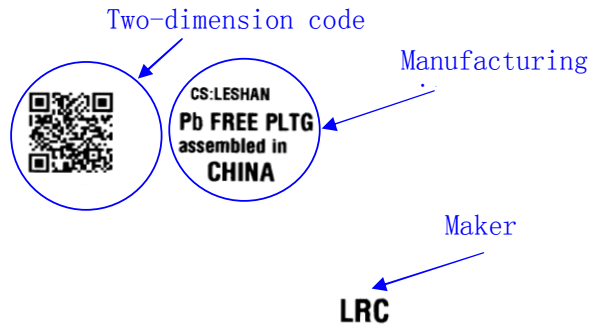 Two-dimension code
Manufacturing
CS:LESHAN
Pb FREE PLTG
assembled in
CHINA
Maker
LRC